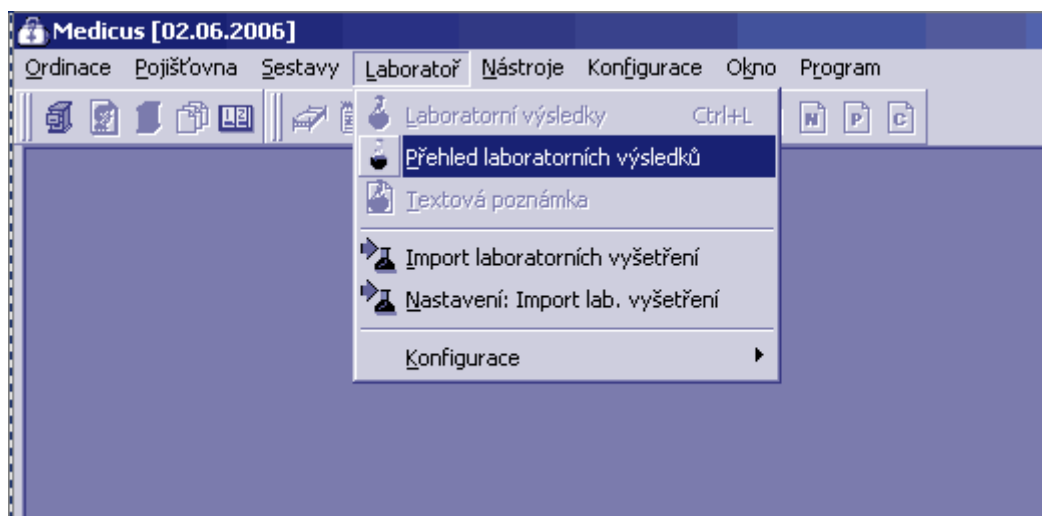 Medicus [02.06.2006]
Ordinace Pojišťovna Sestavy Laboratoř Nástroje Konfigurace Okno Program
Laboratorní výsledky Ctrl+L
N P C
Přehled laboratorních výsledků
Textová poznámka
Import laboratorních vyšetření
Nastavení: Import lab. vyšetření
Konfigurace